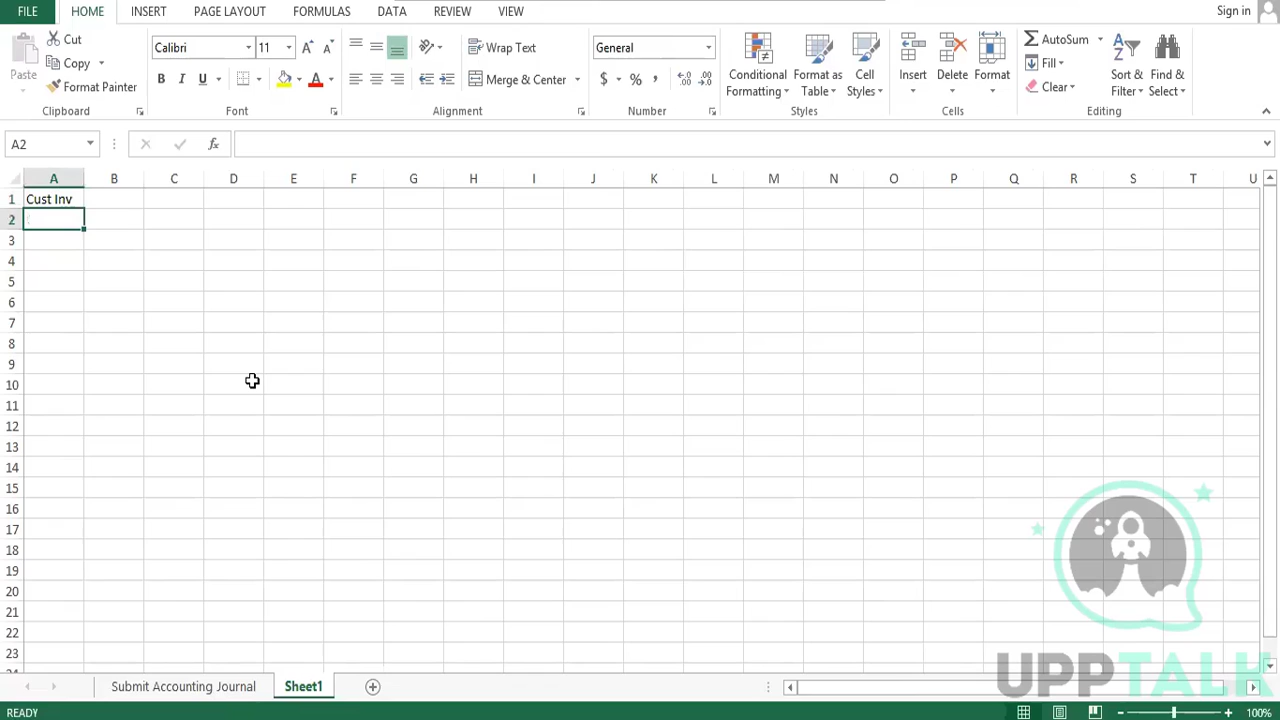 FILE HOME INSERT PAGE LAYOUT FORMULAS DATA REVIEW VIEW Sign in
Paste Cut Copy Format Painter Clipboard
Calibri 11 A A B I U A Font
Wrap Text Merge & Center Alignment
General $ % , Number
Conditional Formatting Format as Table Cell Styles Styles
Insert Delete Format Cells
AutoSum Fill Clear Sort & Filter Find & Select Editing
A2 fx
A B C D E F G H I J K L M N O P Q R S T U
1 Cust Inv
2
3
4
5
6
7
8
9
10
11
12
13
14
15
16
17
18
19
20
21
22
23
UPPTALK
Submit Accounting Journal Sheet1
READY 100%